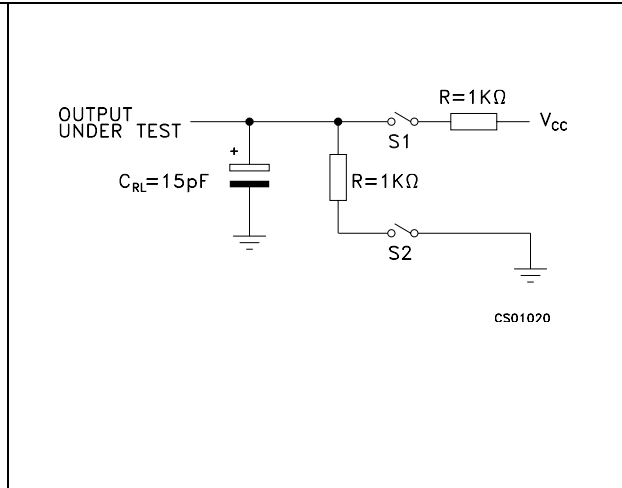 OUTPUT
UNDER TEST
R=1KΩ
VCC
S1
+
CRL=15pF
R=1KΩ
S2
CS01020